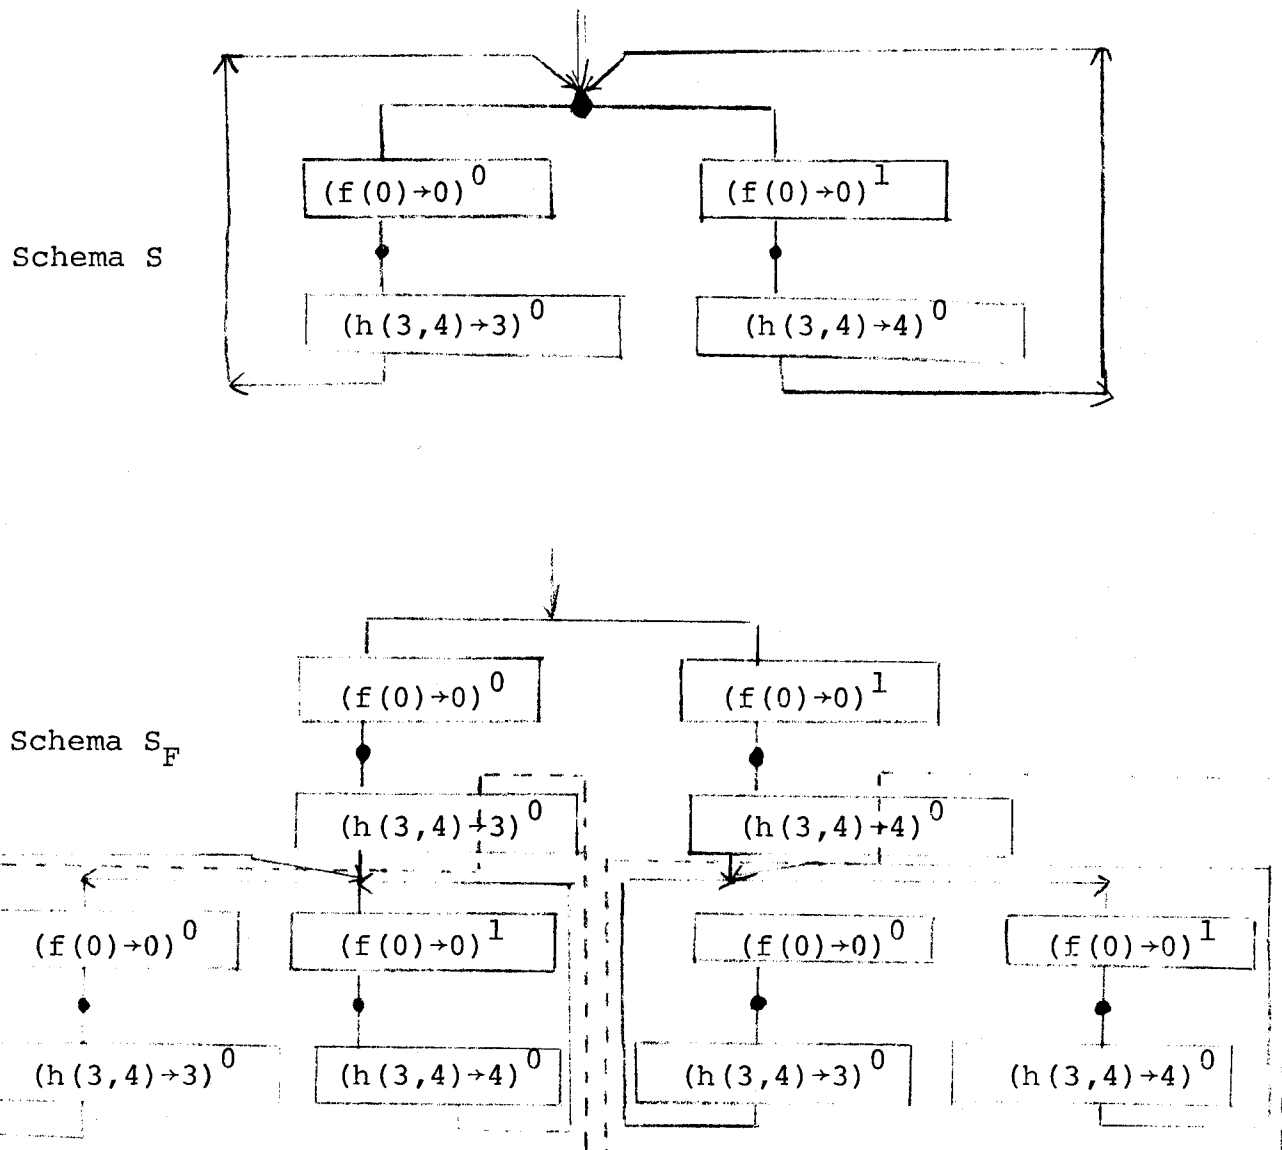 (f(0)→0)^0 (f(0)→0)^1
Schema S
(h(3,4)→3)^0 (h(3,4)→4)^0
(f(0)→0)^0 (f(0)→0)^1
Schema S_F
(h(3,4)→3)^0 (h(3,4)→4)^0
(f(0)→0)^0 (f(0)→0)^1 (f(0)→0)^0 (f(0)→0)^1
(h(3,4)→3)^0 (h(3,4)→4)^0 (h(3,4)→3)^0 (h(3,4)→4)^0